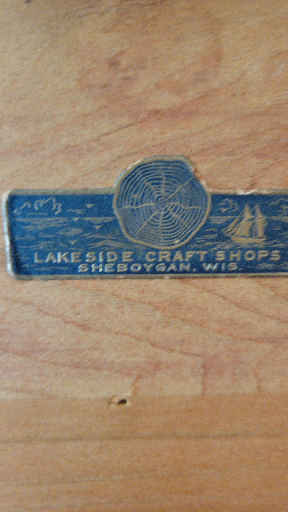 LAKESIDE CRAFT SHOPS
SHEBOYGAN, WIS.